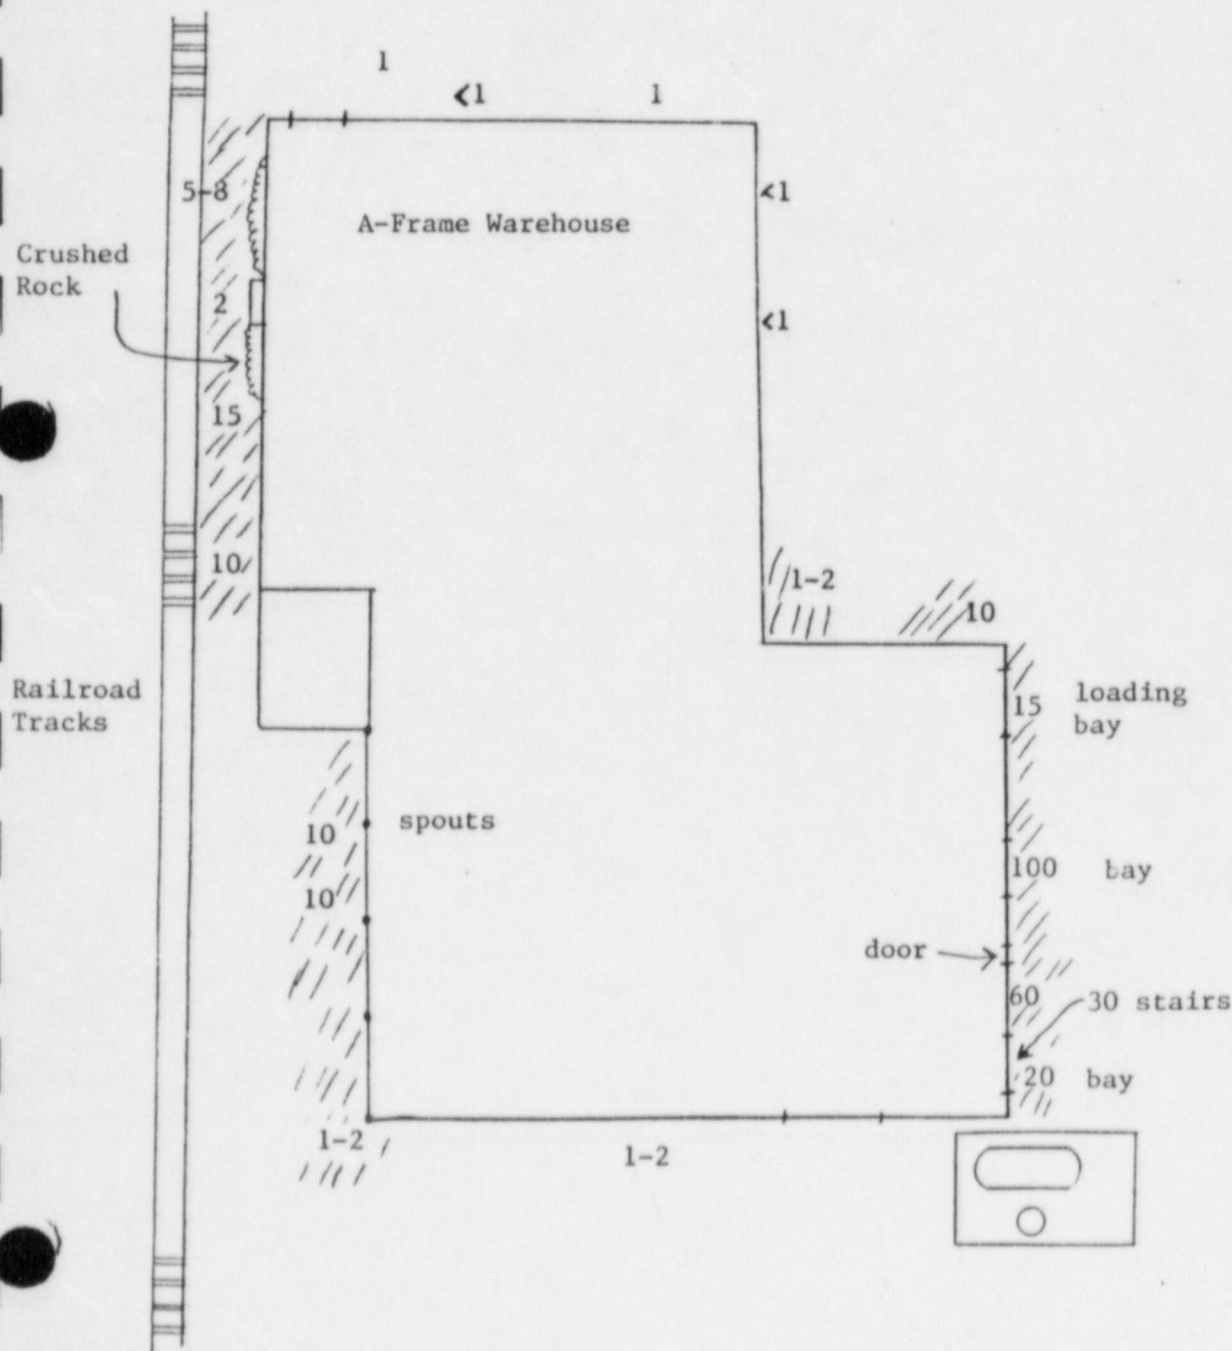 1
<1 1
5-8
<1
A-Frame Warehouse
Crushed
Rock
2
<1
15
10
1-2
10
Railroad
Tracks
15
loading
bay
10
spouts
10
100 bay
door
60
30 stairs
20 bay
1-2
1-2